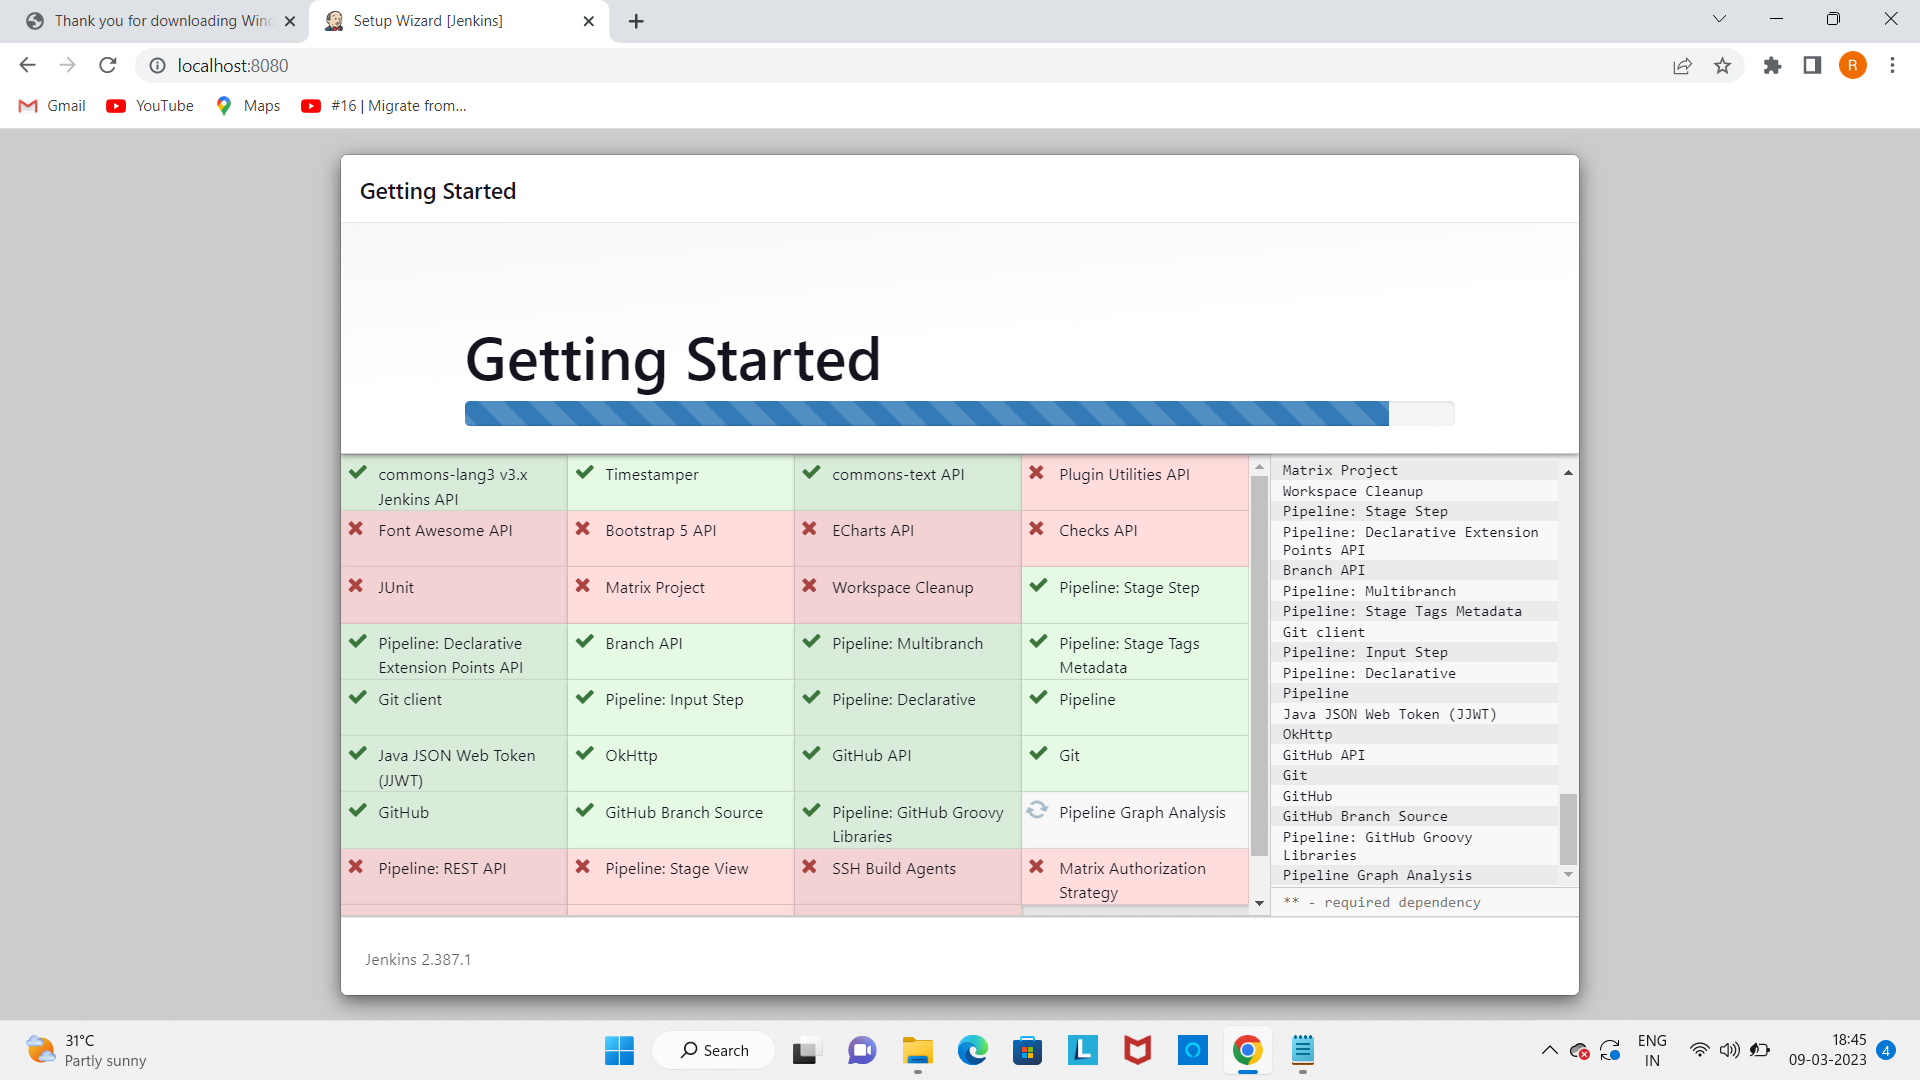 Thank you for downloading Wind
Setup Wizard [Jenkins]
localhost:8080
R
Gmail
YouTube
Maps
#16 | Migrate from...
Getting Started
Getting Started
commons-lang3 v3.x
Jenkins API
Timestamper
commons-text API
Plugin Utilities API
Font Awesome API
Bootstrap 5 API
ECharts API
Checks API
JUnit
Matrix Project
Workspace Cleanup
Pipeline: Stage Step
Pipeline: Declarative
Extension Points API
Branch API
Pipeline: Multibranch
Pipeline: Stage Tags
Metadata
Git client
Pipeline: Input Step
Pipeline: Declarative
Pipeline
Java JSON Web Token
(JJWT)
OkHttp
GitHub API
Git
GitHub
GitHub Branch Source
Pipeline: GitHub Groovy
Libraries
Pipeline Graph Analysis
Pipeline: REST API
Pipeline: Stage View
SSH Build Agents
Matrix Authorization
Strategy
Matrix Project
Workspace Cleanup
Pipeline: Stage Step
Pipeline: Declarative Extension
Points API
Branch API
Pipeline: Multibranch
Pipeline: Stage Tags Metadata
Git client
Pipeline: Input Step
Pipeline: Declarative
Pipeline
Java JSON Web Token (JJWT)
OkHttp
GitHub API
Git
GitHub
GitHub Branch Source
Pipeline: GitHub Groovy
Libraries
Pipeline Graph Analysis
** - required dependency
Jenkins 2.387.1
31°C
Partly sunny
Search
L
ENG
IN
18:45
09-03-2023
4